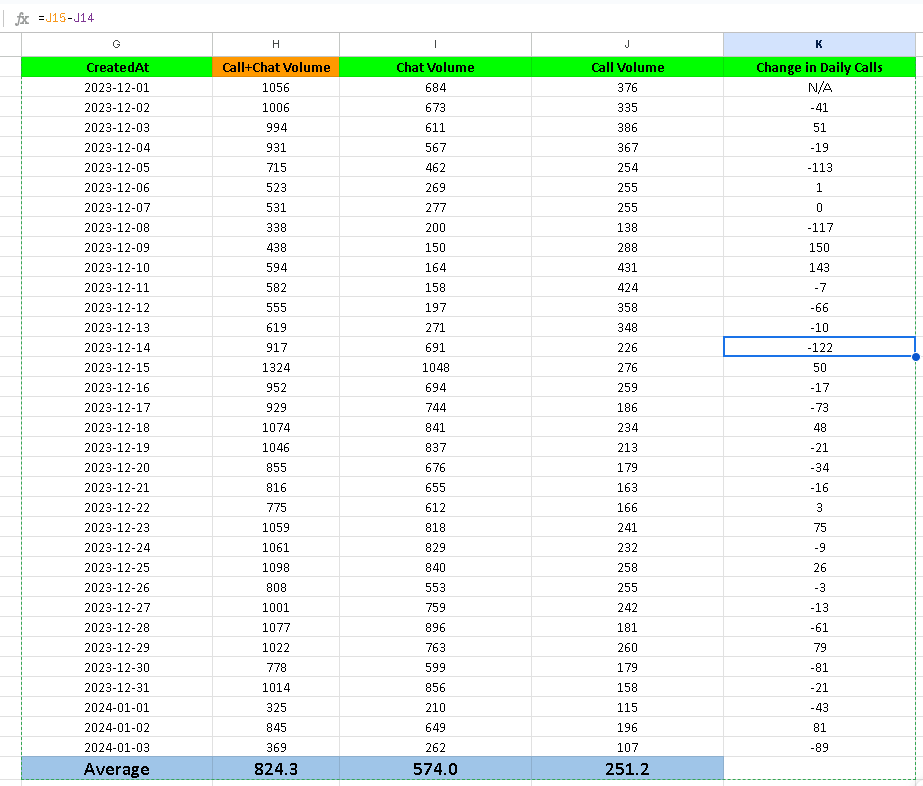 fx =J15-J14
G H I J K
CreatedAt Call+Chat Volume Chat Volume Call Volume Change in Daily Calls
2023-12-01 1056 684 376 N/A
2023-12-02 1006 673 335 -41
2023-12-03 994 611 386 51
2023-12-04 931 567 367 -19
2023-12-05 715 462 254 -113
2023-12-06 523 269 255 1
2023-12-07 531 277 255 0
2023-12-08 338 200 138 -117
2023-12-09 438 150 288 150
2023-12-10 594 164 431 143
2023-12-11 582 158 424 -7
2023-12-12 555 197 358 -66
2023-12-13 619 271 348 -10
2023-12-14 917 691 226 -122
2023-12-15 1324 1048 276 50
2023-12-16 952 694 259 -17
2023-12-17 929 744 186 -73
2023-12-18 1074 841 234 48
2023-12-19 1046 837 213 -21
2023-12-20 855 676 179 -34
2023-12-21 816 655 163 -16
2023-12-22 775 612 166 3
2023-12-23 1059 818 241 75
2023-12-24 1061 829 232 -9
2023-12-25 1098 840 258 26
2023-12-26 808 553 255 -3
2023-12-27 1001 759 242 -13
2023-12-28 1077 896 181 -61
2023-12-29 1022 763 260 79
2023-12-30 778 599 179 -81
2023-12-31 1014 856 158 -21
2024-01-01 325 210 115 -43
2024-01-02 845 649 196 81
2024-01-03 369 262 107 -89
Average 824.3 574.0 251.2